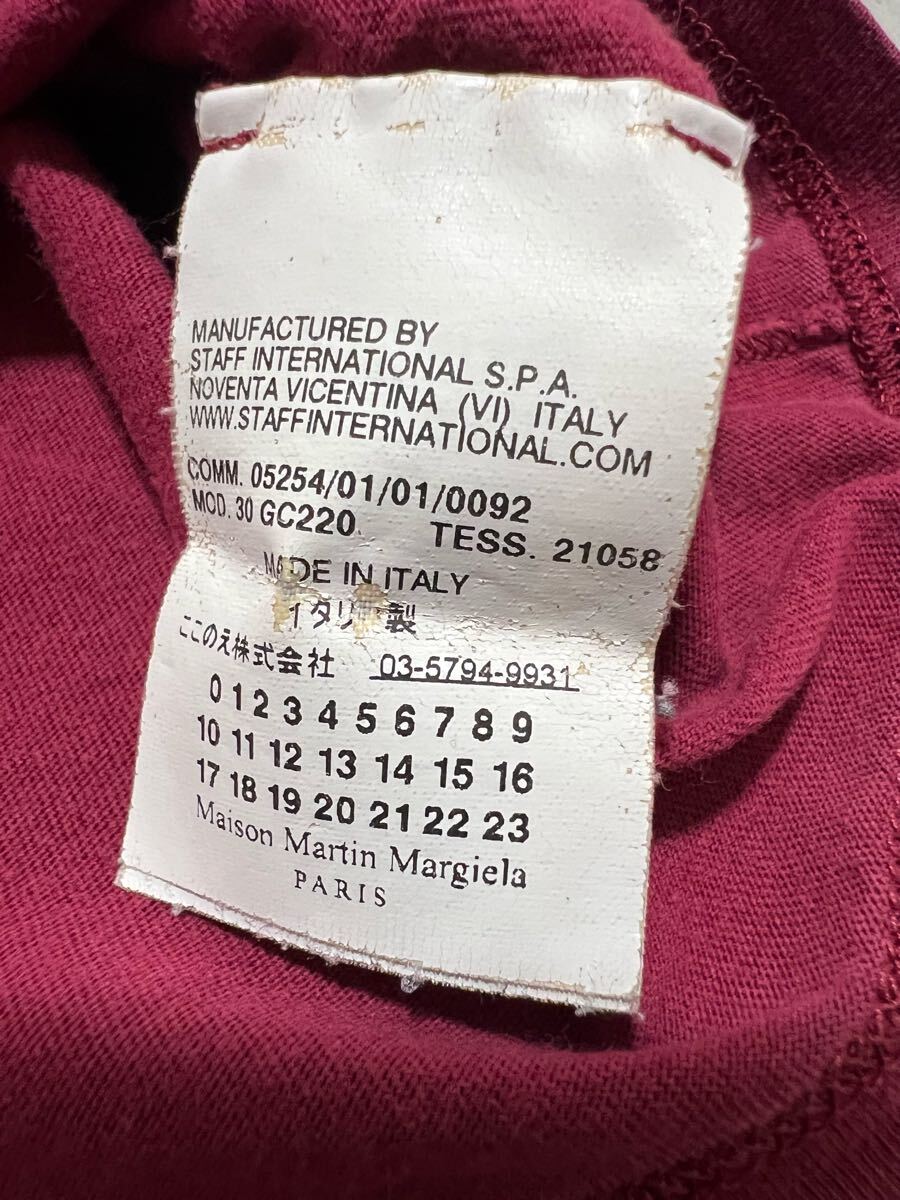 MANUFACTURED BY
STAFF INTERNATIONAL S.P.A.
NOVENTA VICENTINA (VI) ITALY
WWW.STAFFINTERNATIONAL.COM
COMM. 05254/01/01/0092
MOD. 30 GC220 TESS. 21058
MADE IN ITALY
イタリア製
ここのえ株式会社 03-5794-9931
0 1 2 3 4 5 6 7 8 9
10 11 12 13 14 15 16
17 18 19 20 21 22 23
Maison Martin Margiela
PARIS